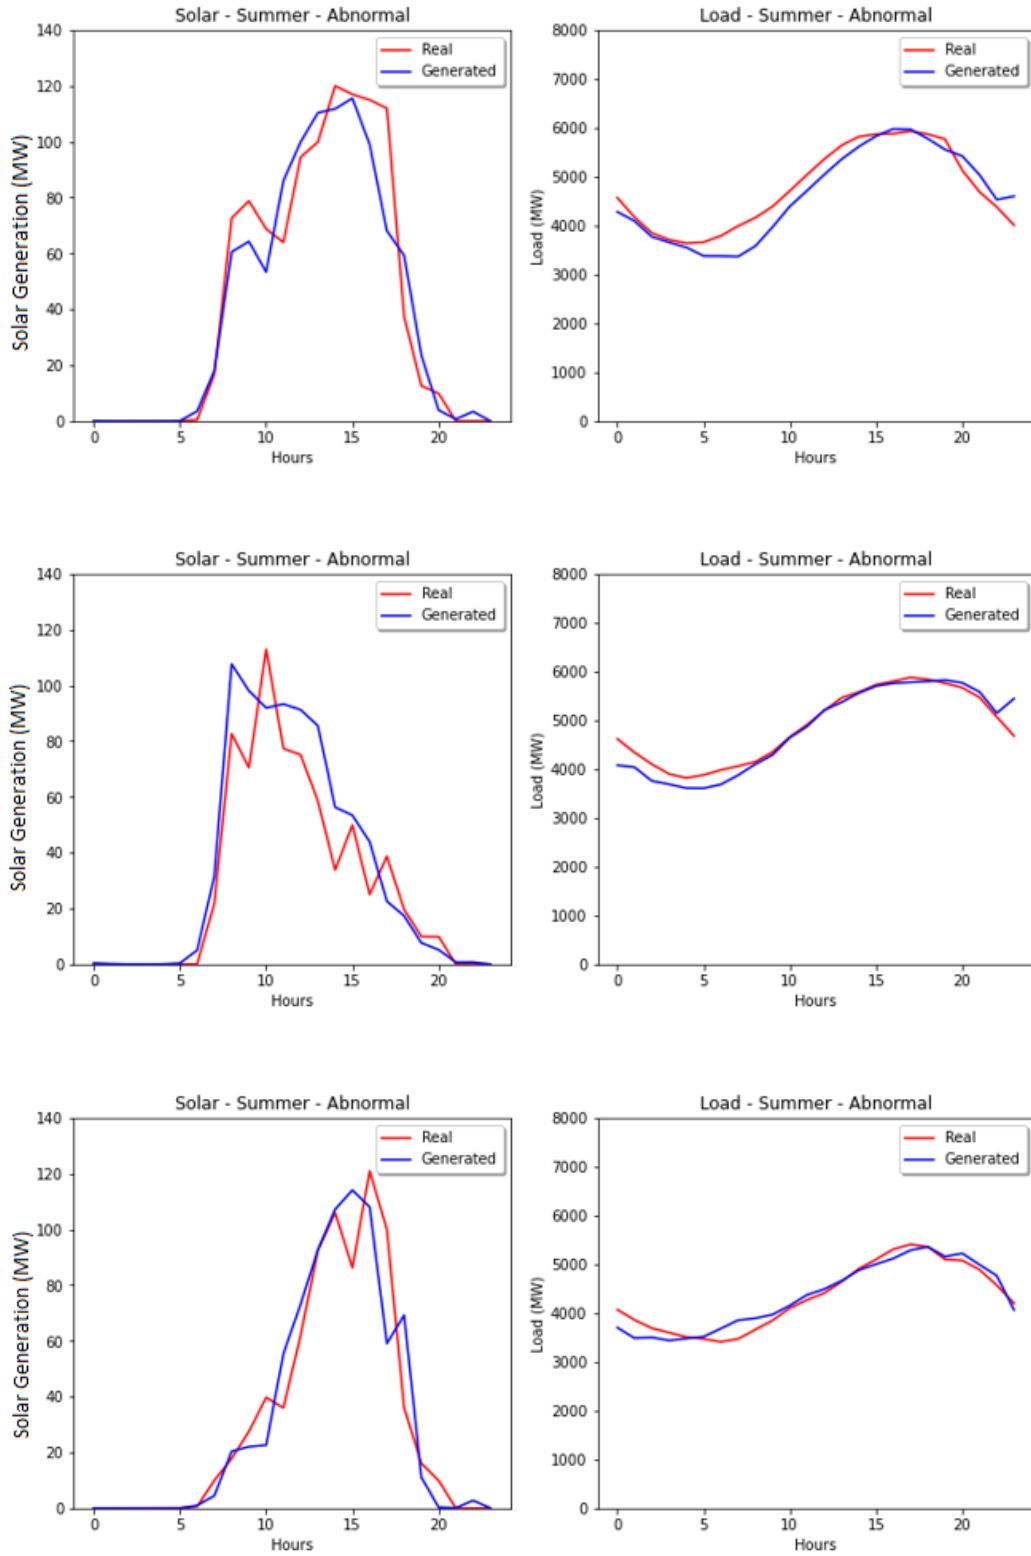 Solar - Summer - Abnormal
140
120
100
80
60
40
20
0
Solar Generation (MW)
Real
Generated
0 5 10 15 20
Hours
Load - Summer - Abnormal
8000
7000
6000
5000
4000
3000
2000
1000
0
Load (MW)
Real
Generated
0 5 10 15 20
Hours
Solar - Summer - Abnormal
140
120
100
80
60
40
20
0
Solar Generation (MW)
Real
Generated
0 5 10 15 20
Hours
Load - Summer - Abnormal
8000
7000
6000
5000
4000
3000
2000
1000
0
Load (MW)
Real
Generated
0 5 10 15 20
Hours
Solar - Summer - Abnormal
140
120
100
80
60
40
20
0
Solar Generation (MW)
Real
Generated
0 5 10 15 20
Hours
Load - Summer - Abnormal
8000
7000
6000
5000
4000
3000
2000
1000
0
Load (MW)
Real
Generated
0 5 10 15 20
Hours